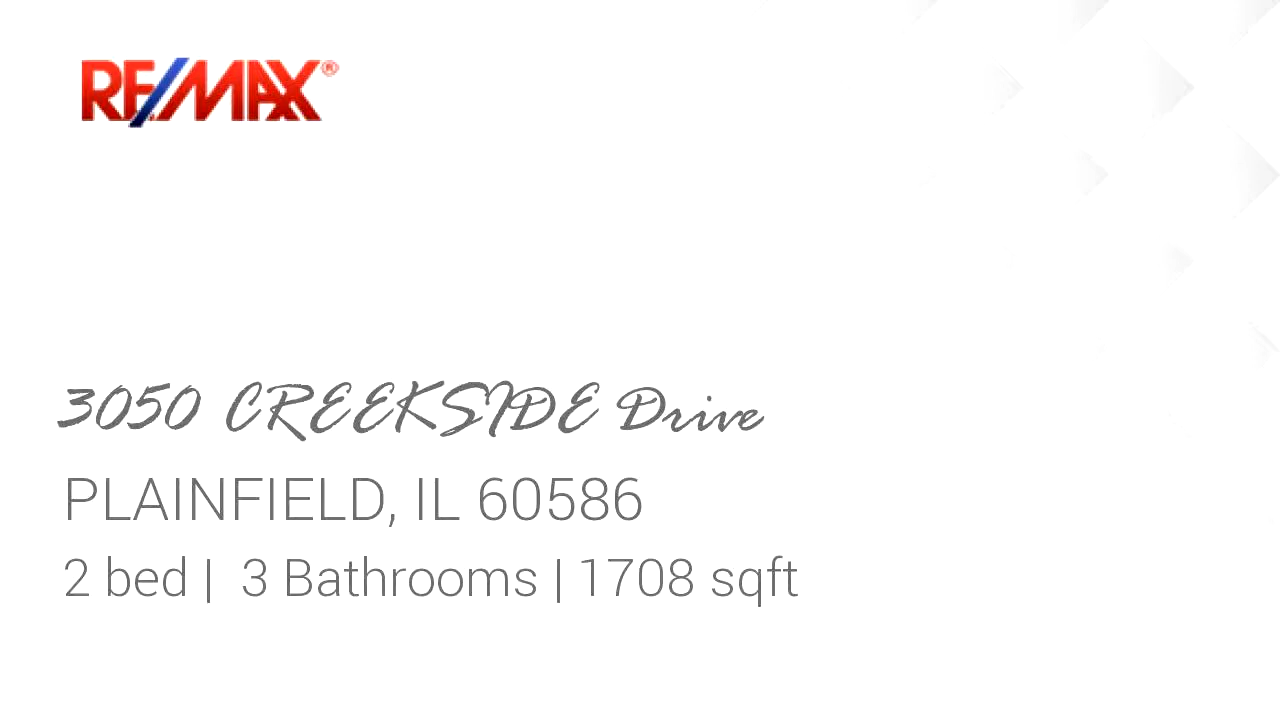 RE/MAX®
3050 CREEKSIDE Drive
PLAINFIELD, IL 60586
2 bed | 3 Bathrooms | 1708 sqft